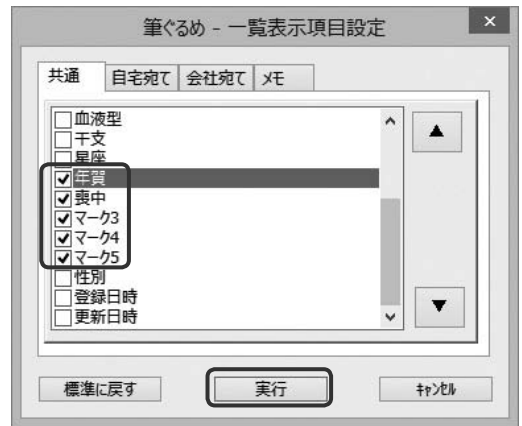 筆ぐるめ - 一覧表示項目設定
×
共通 自宅宛て 会社宛て メモ
血液型
干支
星座
年賀
喪中
マーク3
マーク4
マーク5
性別
登録日時
更新日時
標準に戻す 実行 キャンセル